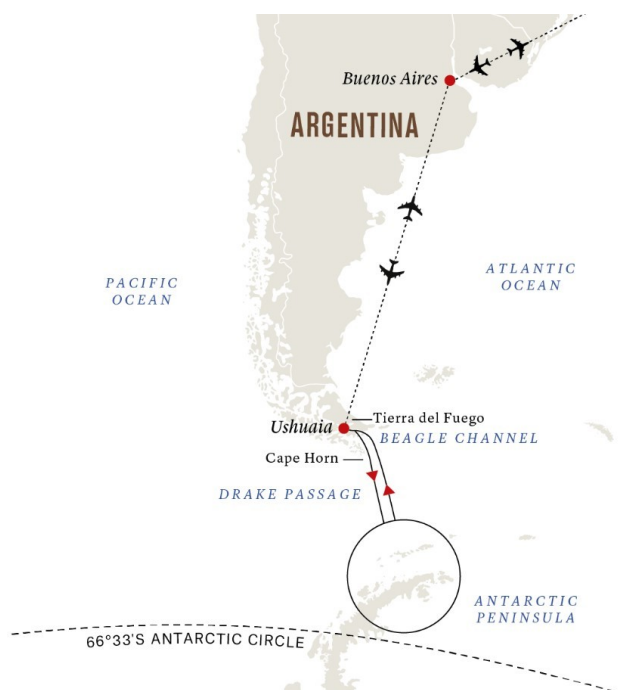 Buenos Aires
ARGENTINA
PACIFIC
OCEAN
ATLANTIC
OCEAN
Tierra del Fuego
Ushuaia
BEAGLE CHANNEL
Cape Horn
DRAKE PASSAGE
ANTARCTIC
PENINSULA
66°33'S ANTARCTIC CIRCLE